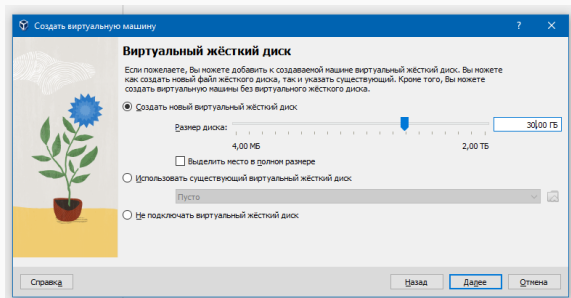 Создать виртуальную машину
Виртуальный жёсткий диск
Если пожелаете, Вы можете добавить к создаваемой машине виртуальный жёсткий диск. Вы можете
как создать новый файл жёсткого диска, так и указать существующий. Кроме того, Вы можете
создать виртуальную машины без виртуального жёсткого диска.
Создать новый виртуальный жёсткий диск
Размер диска:
30,00 ГБ
4,00 МБ
2,00 ТБ
Выделить место в полном размере
Использовать существующий виртуальный жёсткий диск
Пусто
Не подключать виртуальный жёсткий диск
Справка
Назад
Далее
Отмена